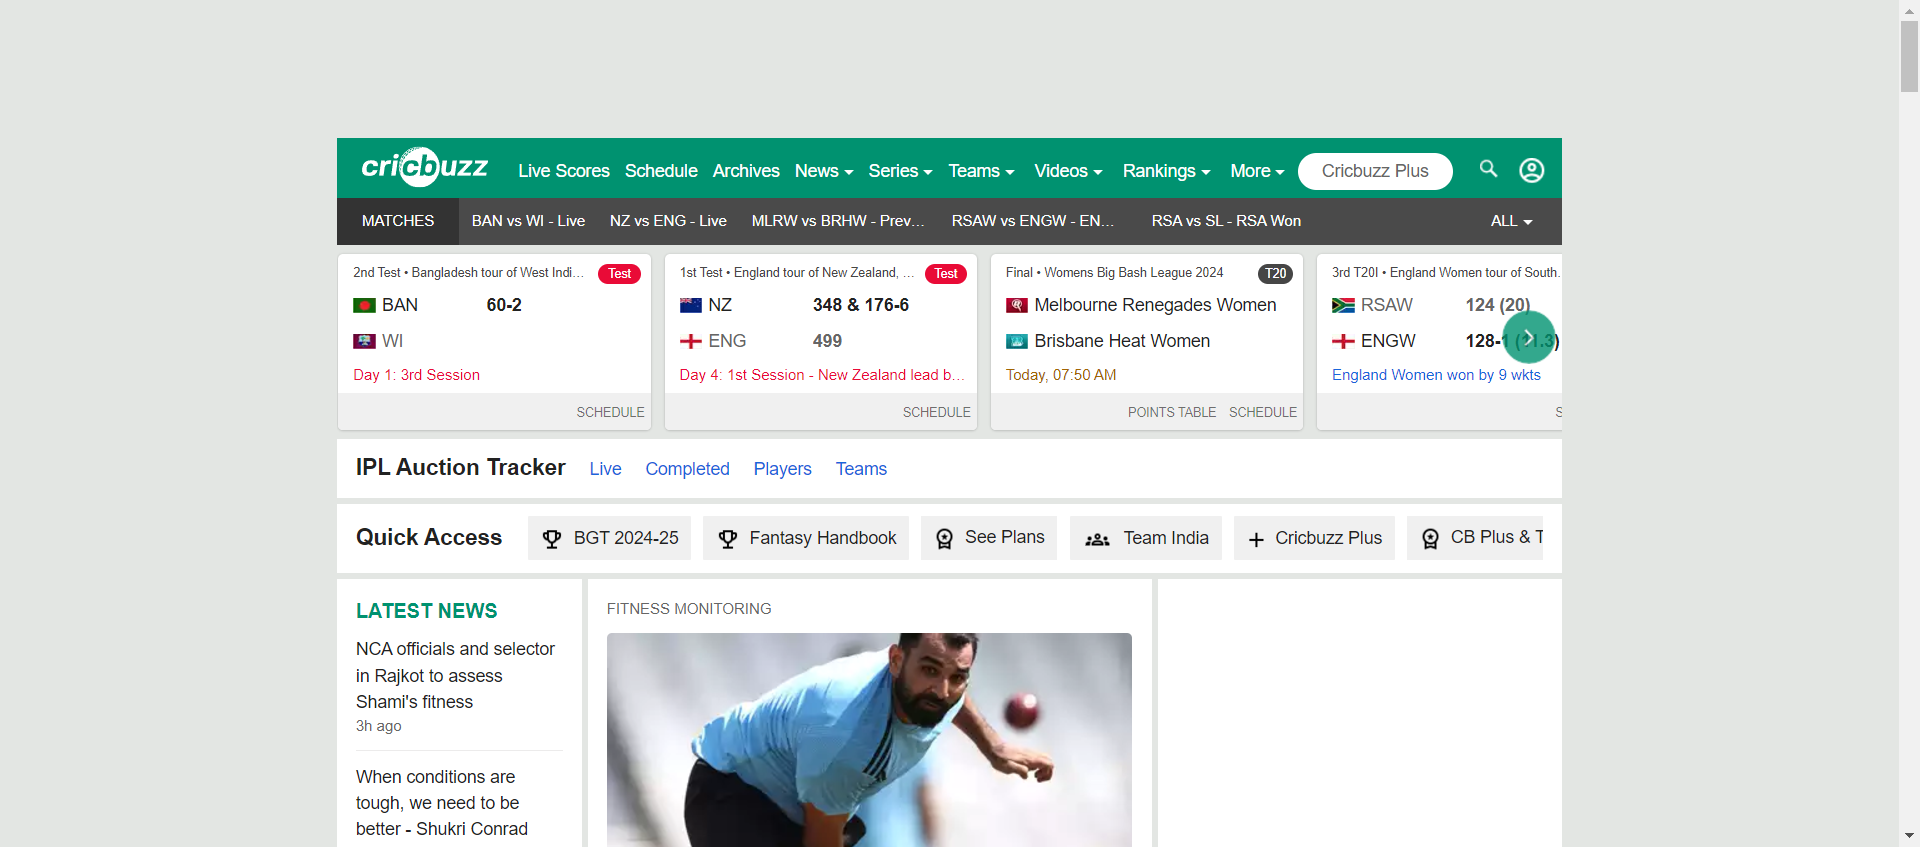 cricbuzz Live Scores Schedule Archives News Series Teams Videos Rankings More Cricbuzz Plus
MATCHES BAN vs WI - Live NZ vs ENG - Live MLRW vs BRHW - Prev... RSAW vs ENGW - EN... RSA vs SL - RSA Won ALL
2nd Test • Bangladesh tour of West Indi... Test
BAN 60-2
WI
Day 1: 3rd Session
SCHEDULE
1st Test • England tour of New Zealand, ... Test
NZ 348 & 176-6
ENG 499
Day 4: 1st Session - New Zealand lead b...
SCHEDULE
Final • Womens Big Bash League 2024 T20
Melbourne Renegades Women
Brisbane Heat Women
Today, 07:50 AM
POINTS TABLE SCHEDULE
3rd T20I • England Women tour of South.
RSAW 124 (20)
ENGW 128-1 (11.3)
England Women won by 9 wkts
S
IPL Auction Tracker Live Completed Players Teams
Quick Access BGT 2024-25 Fantasy Handbook See Plans Team India Cricbuzz Plus CB Plus & T
LATEST NEWS
NCA officials and selector
in Rajkot to assess
Shami's fitness
3h ago
When conditions are
tough, we need to be
better - Shukri Conrad
FITNESS MONITORING